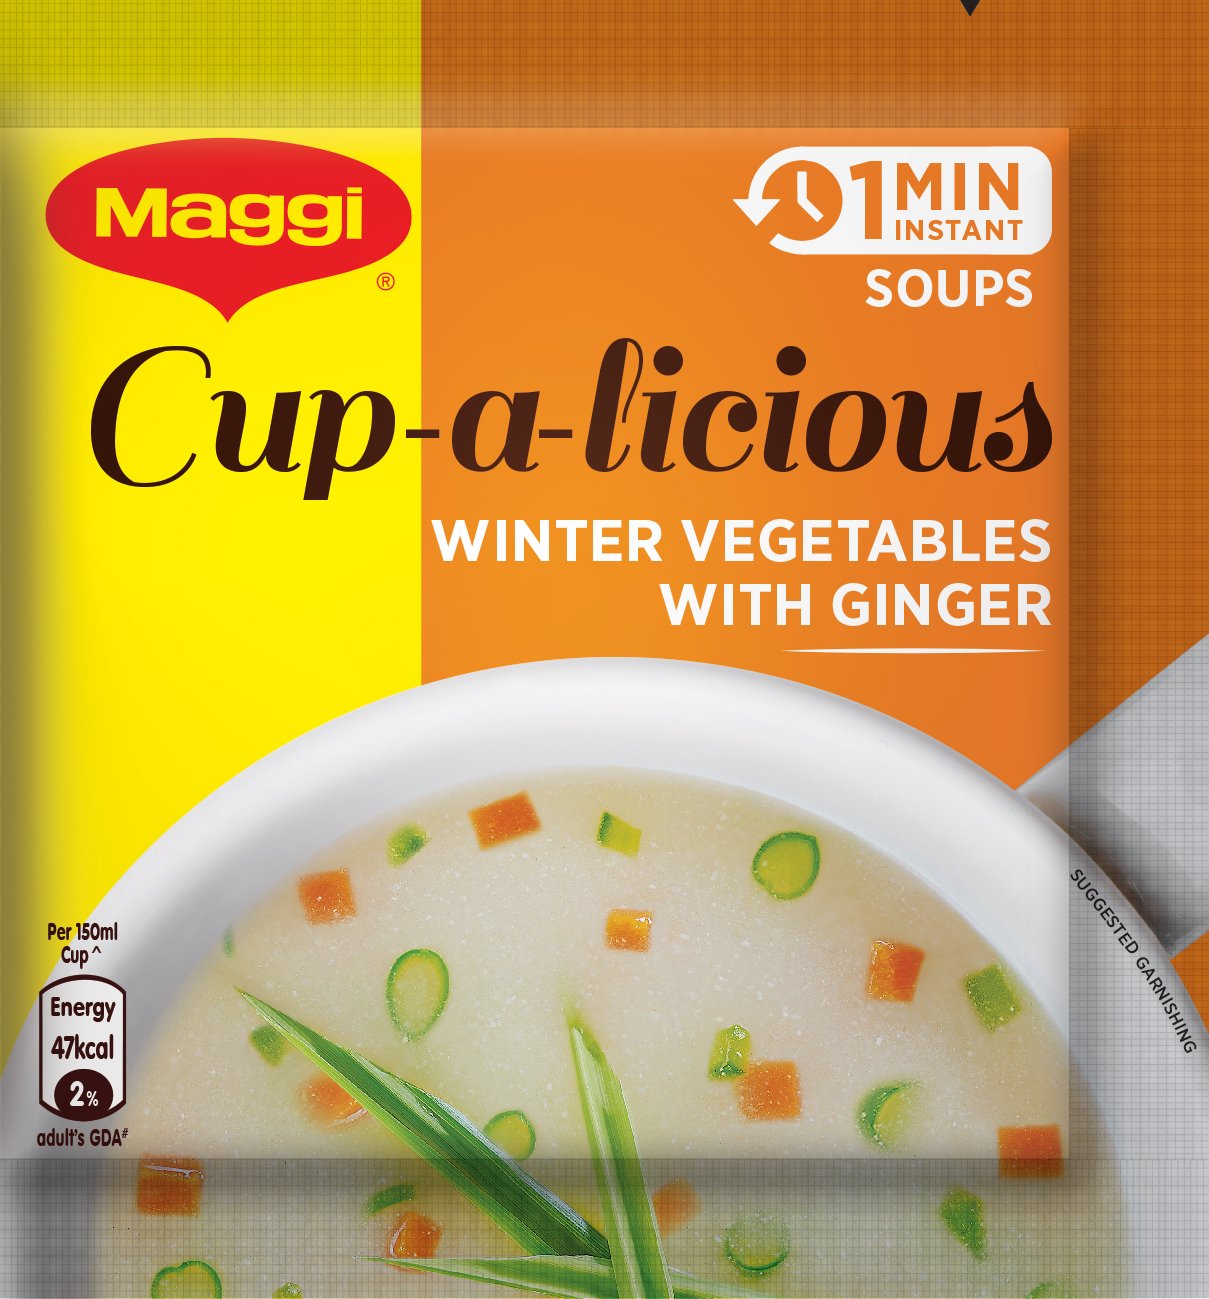 Maggi
®
1 MIN
INSTANT
SOUPS
Cup-a-licious
WINTER VEGETABLES
WITH GINGER
SUGGESTED GARNISHING
Per 150ml
Cup ^
Energy
47kcal
2%
adult's GDA#